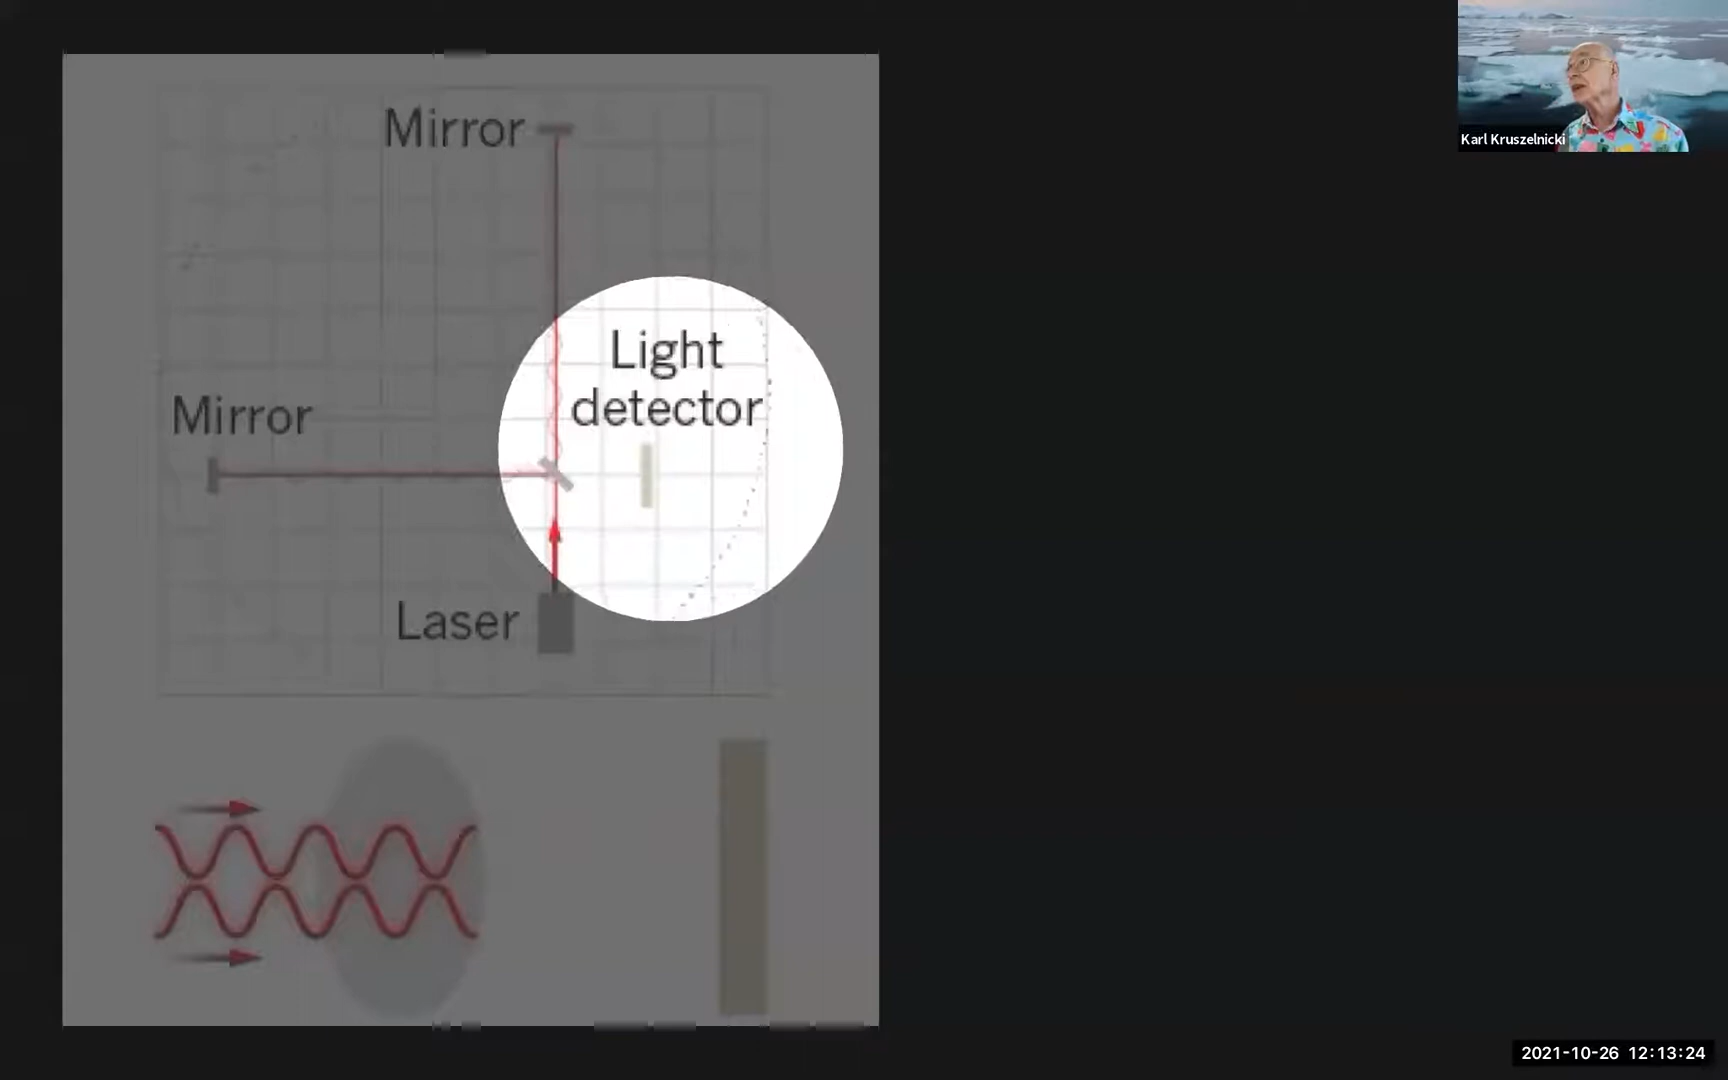 Karl Kruszelnicki
Mirror
Light
detector
Mirror
Laser
2021-10-26 12:13:24